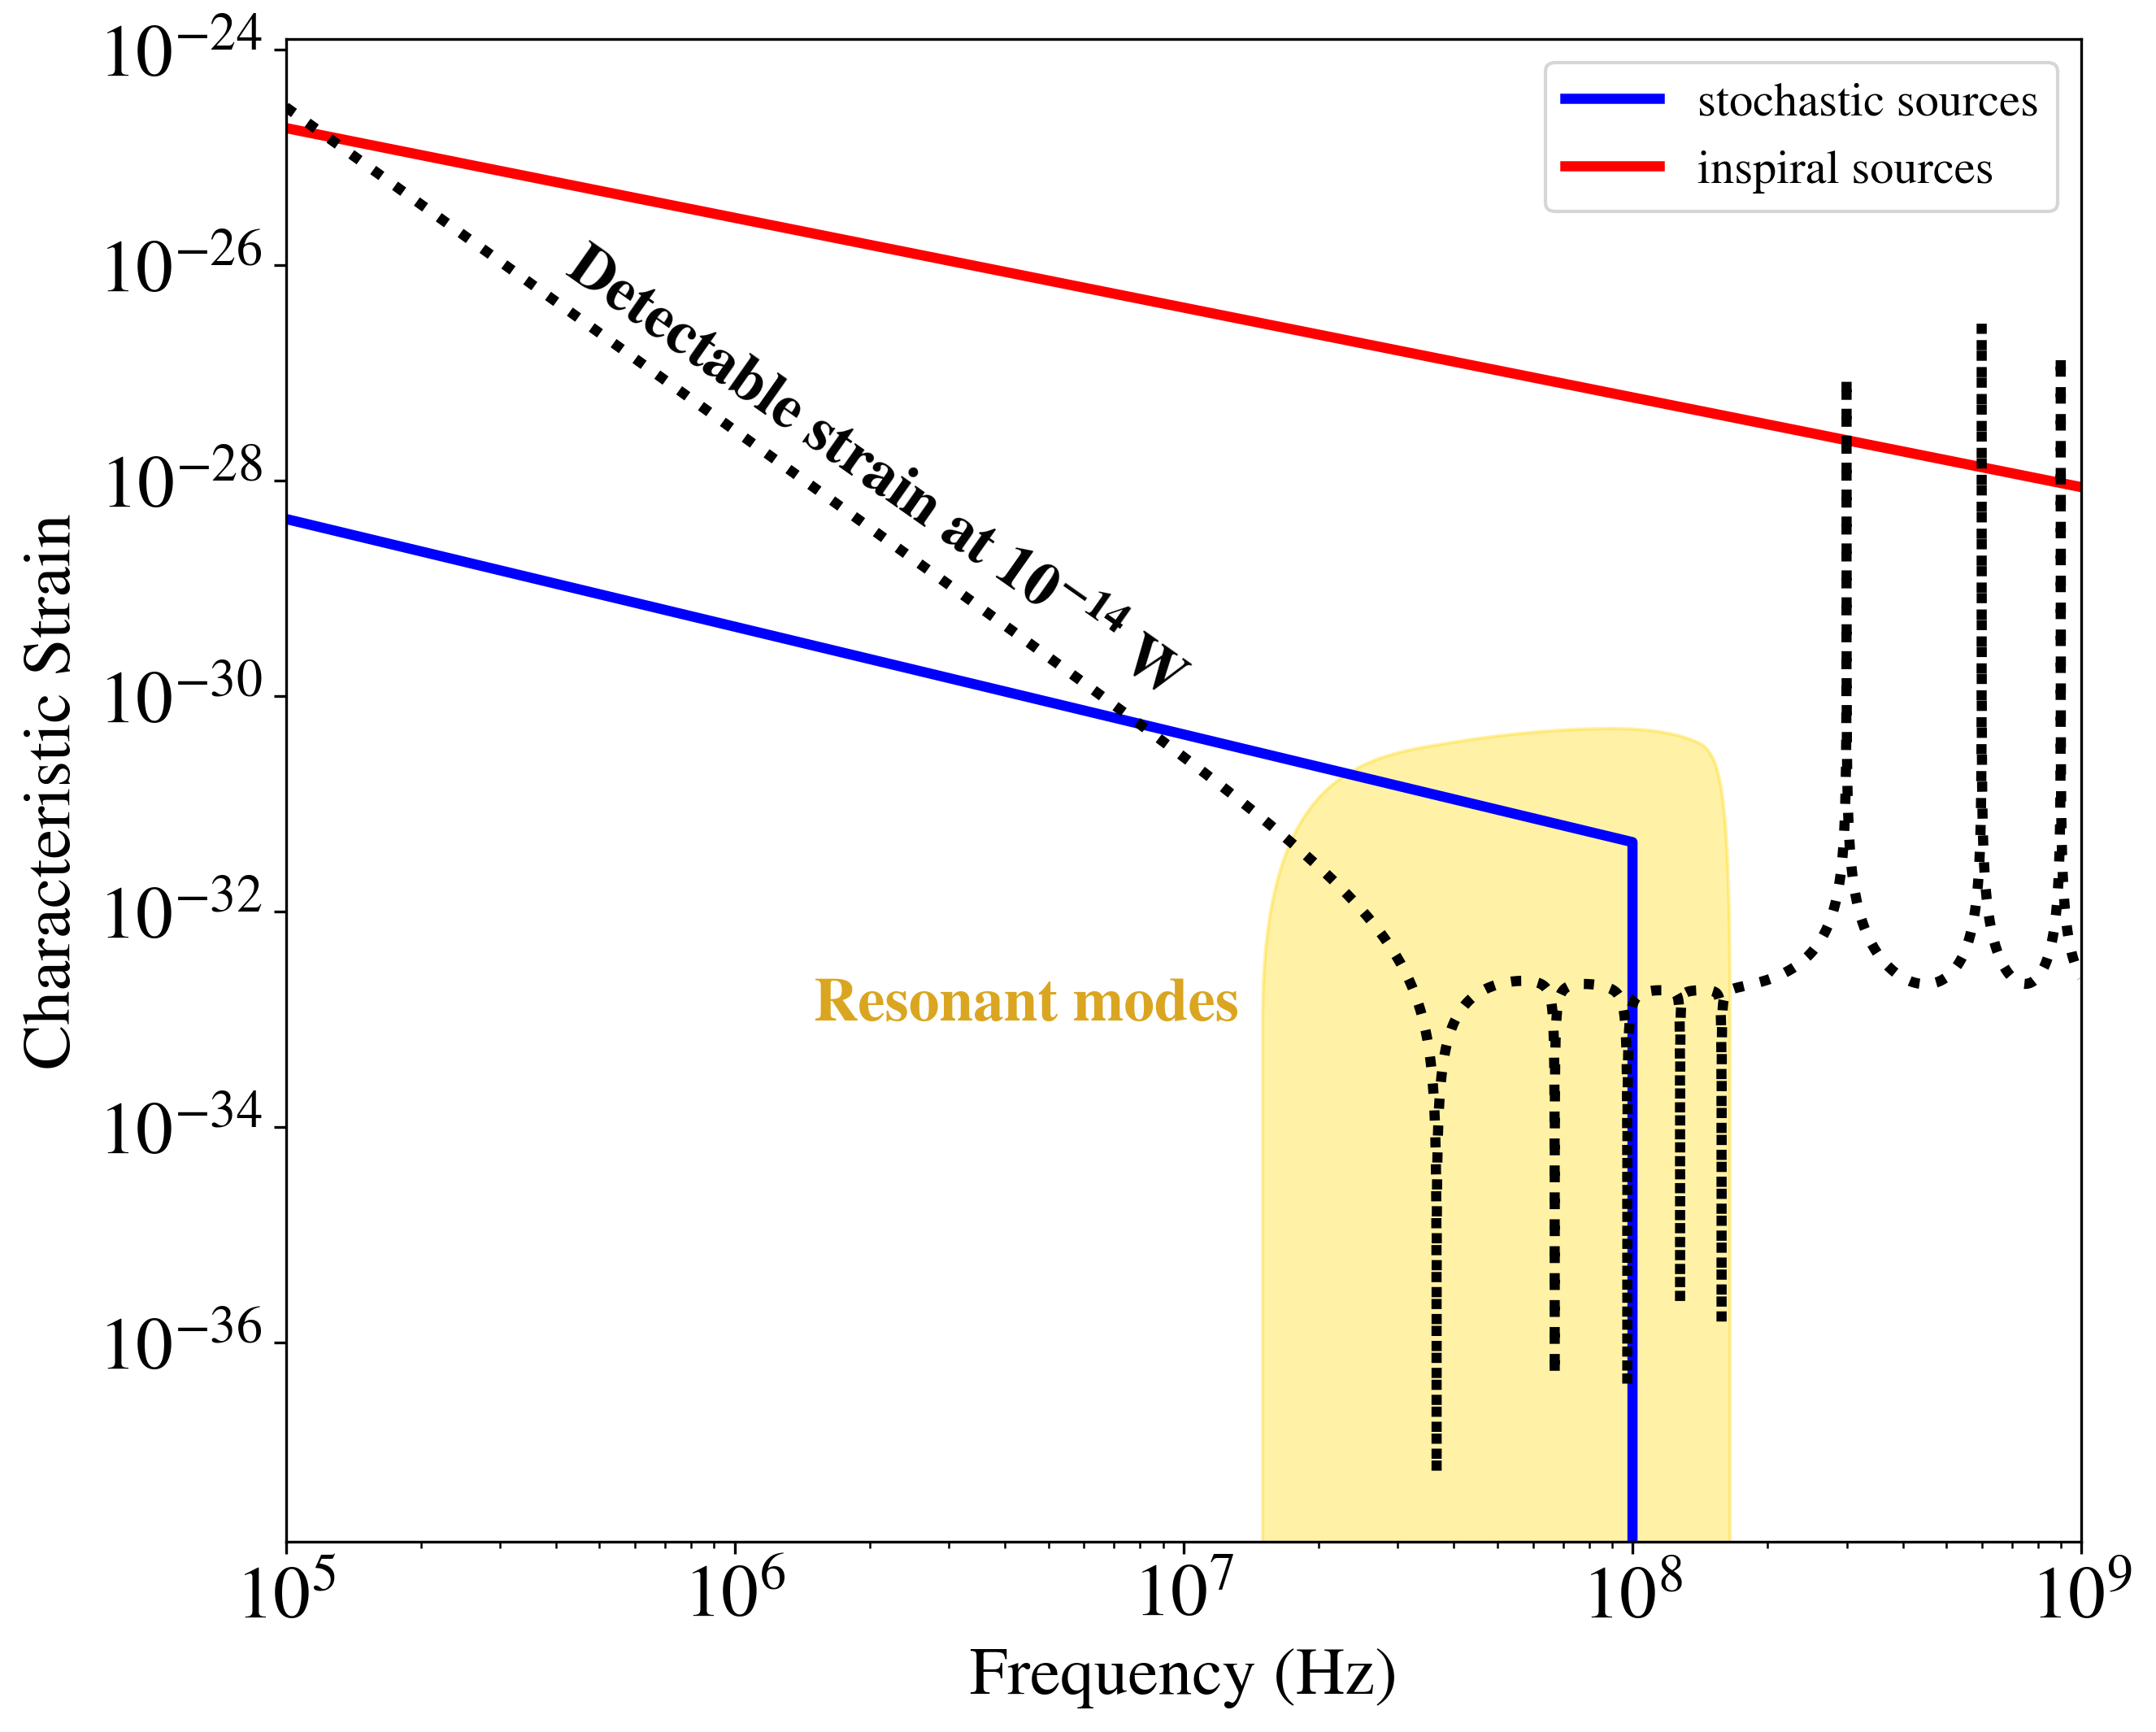 10⁻²⁴
10⁻²⁶
10⁻²⁸
10⁻³⁰
10⁻³²
10⁻³⁴
10⁻³⁶
Characteristic Strain
stochastic sources
inspiral sources
Detectable strain at 10⁻¹⁴ W
Resonant modes
10⁵ 10⁶ 10⁷ 10⁸ 10⁹
Frequency (Hz)